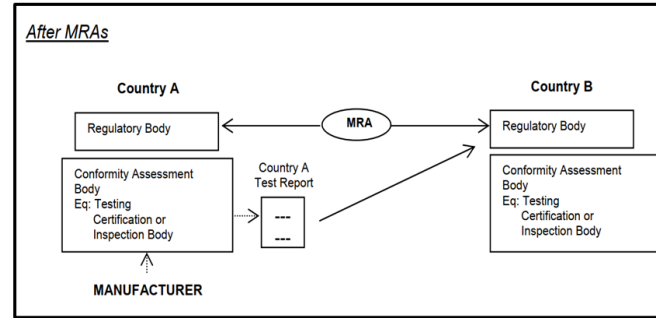 After MRAs
Country A
Country B
MRA
Regulatory Body
Regulatory Body
Conformity Assessment
Body
Eq: Testing
Certification or
Inspection Body
Country A
Test Report
---
---
Conformity Assessment
Body
Eq: Testing
Certification or
Inspection Body
MANUFACTURER